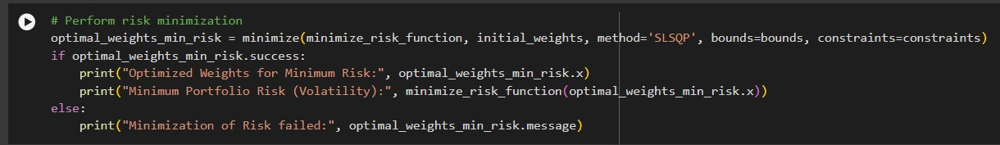 # Perform risk minimization
optimal_weights_min_risk = minimize(minimize_risk_function, initial_weights, method='SLSQP', bounds=bounds, constraints=constraints)
if optimal_weights_min_risk.success:
    print("Optimized Weights for Minimum Risk:", optimal_weights_min_risk.x)
    print("Minimum Portfolio Risk (Volatility):", minimize_risk_function(optimal_weights_min_risk.x))
else:
    print("Minimization of Risk failed:", optimal_weights_min_risk.message)